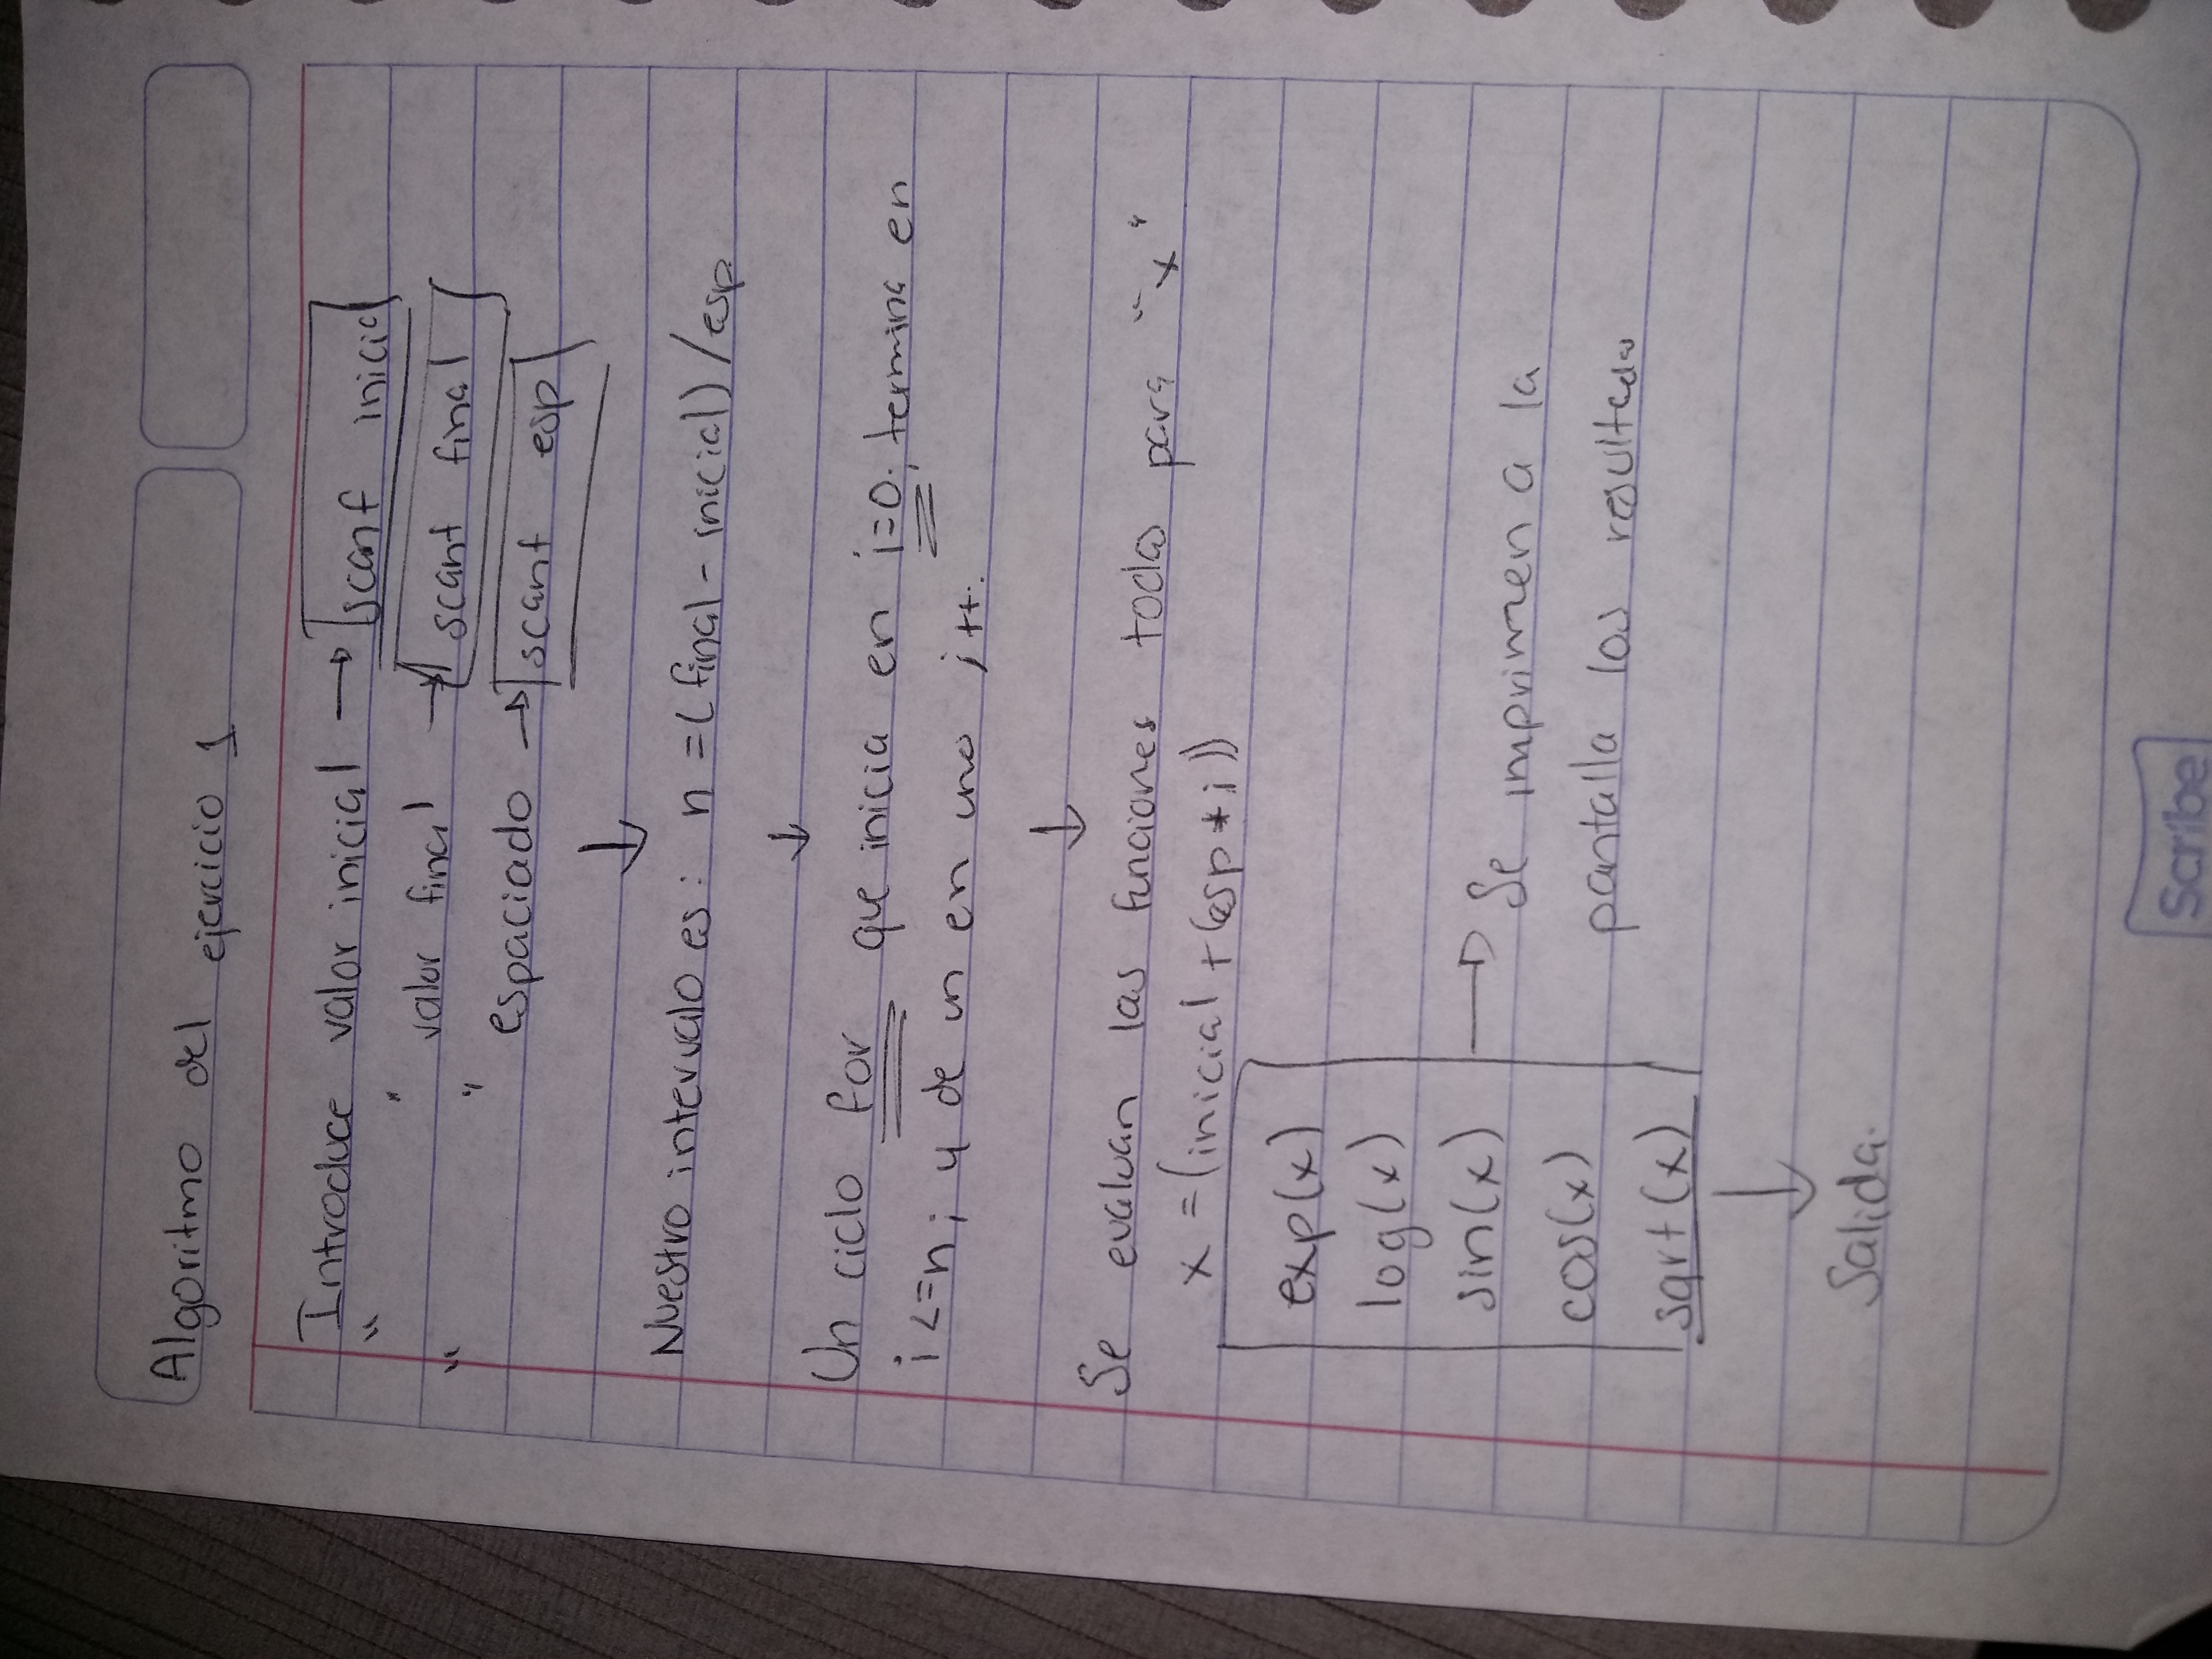 Algoritmo del ejercicio 1
Introduce valor inicial → scanf inicial
" " valor final → scanf final
" " espaciado → scanf esp
↓
Nuestro intervalo es: n =(final - inicial)/esp
↓
Un ciclo for que inicia en i=0; termina en
i <=n; y de un en uno i++.
↓
Se evaluan las funciones todas para "x"
x =(inicial +(esp*i))
exp(x)
log(x)
sin(x) → Se imprimen a la
cos(x) pantalla los resultados
sqrt(x)
↓
Salida.
Scribe